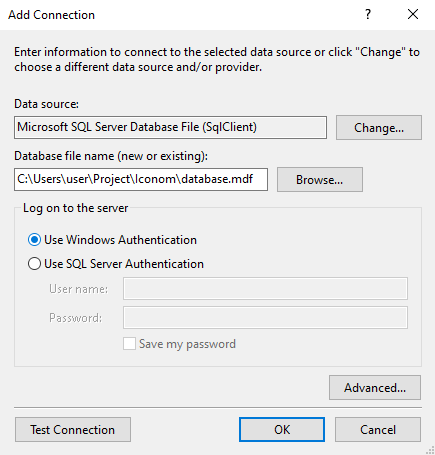 Add Connection
?
Enter information to connect to the selected data source or click "Change" to
choose a different data source and/or provider.
Data source:
Microsoft SQL Server Database File (SqlClient)
Change...
Database file name (new or existing):
C:\Users\user\Project\Iconom\database.mdf
Browse...
Log on to the server
Use Windows Authentication
Use SQL Server Authentication
User name:
Password:
Save my password
Advanced...
Test Connection
OK
Cancel